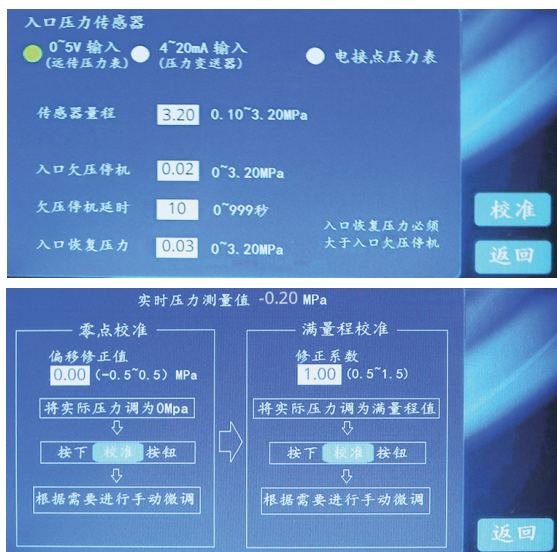 入口压力传感器
0~5V 输入
(远传压力表)
4~20mA 输入
(压力变送器)
电接点压力表
传感器量程 3.20 0.10~3.20MPa
入口欠压停机 0.02 0~3.20MPa
欠压停机延时 10 0~999秒
入口恢复压力 0.03 0~3.20MPa
入口恢复压力必须
大于入口欠压停机
校准
返回
实时压力测量值 -0.20 MPa
零点校准
偏移修正值
0.00 (-0.5~0.5) MPa
将实际压力调为0Mpa
按下 校准 按钮
根据需要进行手动微调
满量程校准
修正系数
1.00 (0.5~1.5)
将实际压力调为满量程值
按下 校准 按钮
根据需要进行手动微调
返回